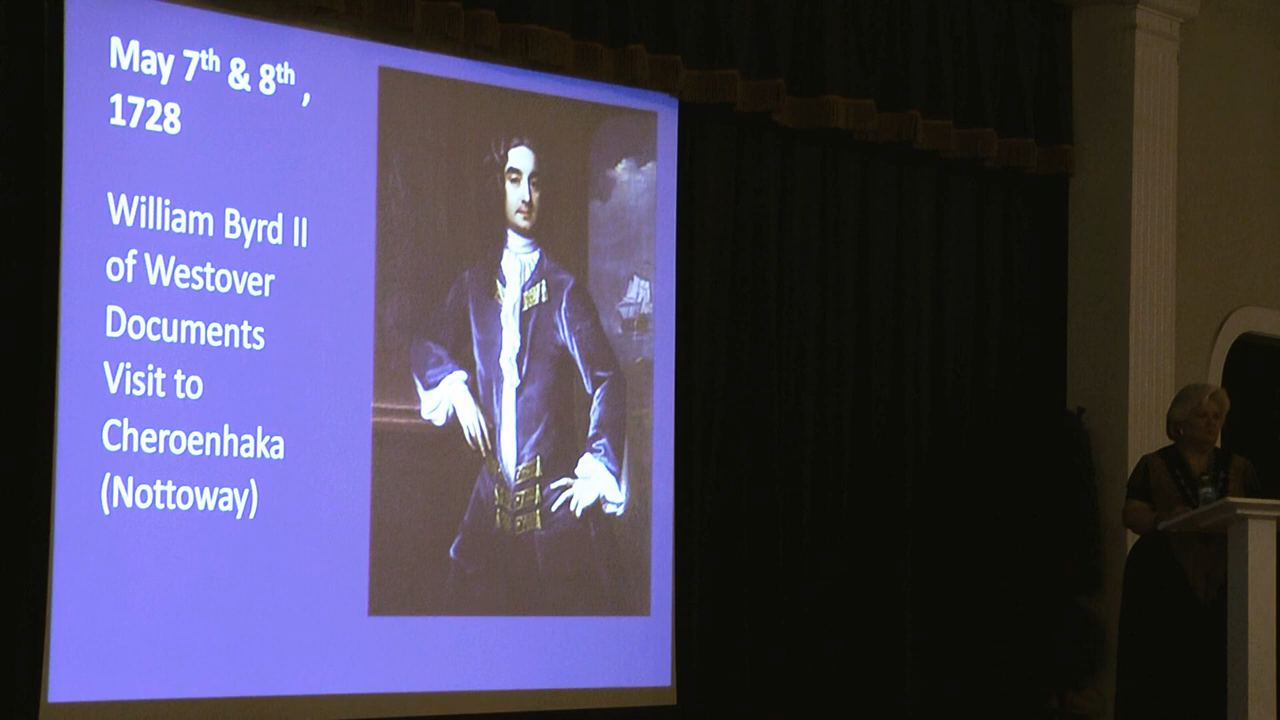 May 7th & 8th ,
1728
William Byrd II
of Westover
Documents
Visit to
Cheroenhaka
(Nottoway)